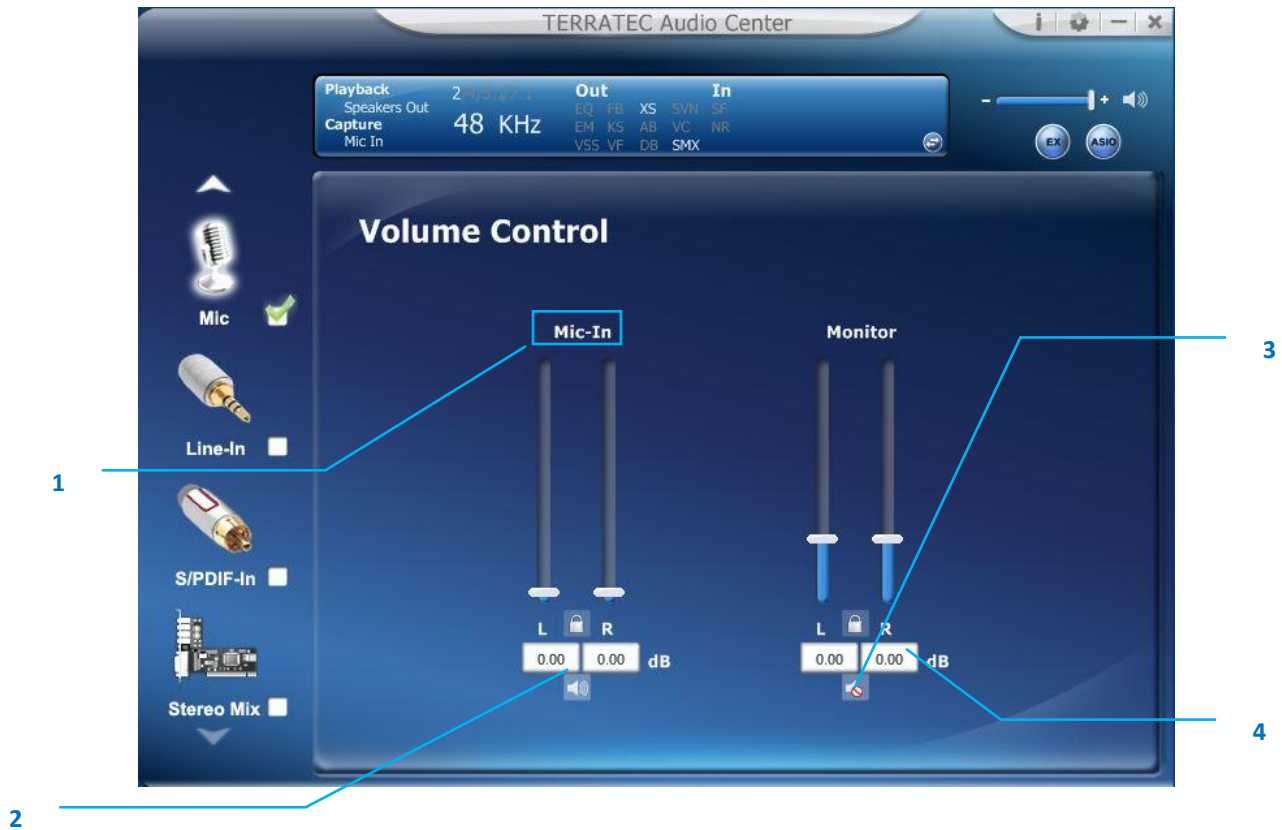 TERRATEC Audio Center
i
Playback
Speakers Out
Capture
Mic In
2
48 KHz
Out In
EQ FB XS SVN SF
EM KS AB VC NR
VSS VF DB SMX
- +
EX ASIO
Volume Control
Mic
Line-In
S/PDIF-In
Stereo Mix
Mic-In
L R
0.00 0.00 dB
Monitor
L R
0.00 0.00 dB
1
2
3
4